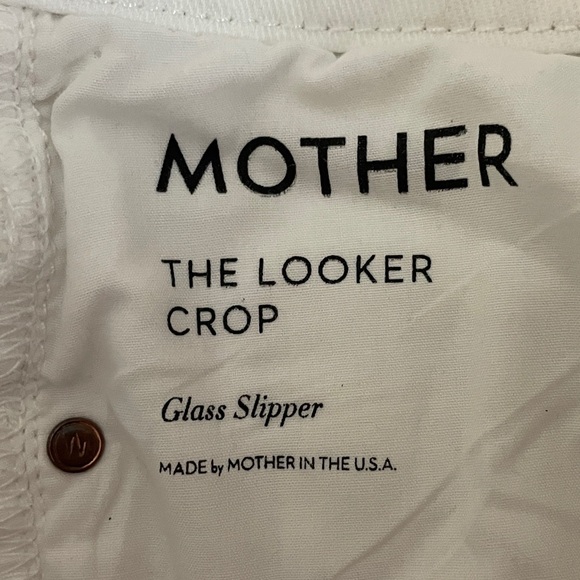 MOTHER
THE LOOKER
CROP
Glass Slipper
MADE by MOTHER IN THE U.S.A.